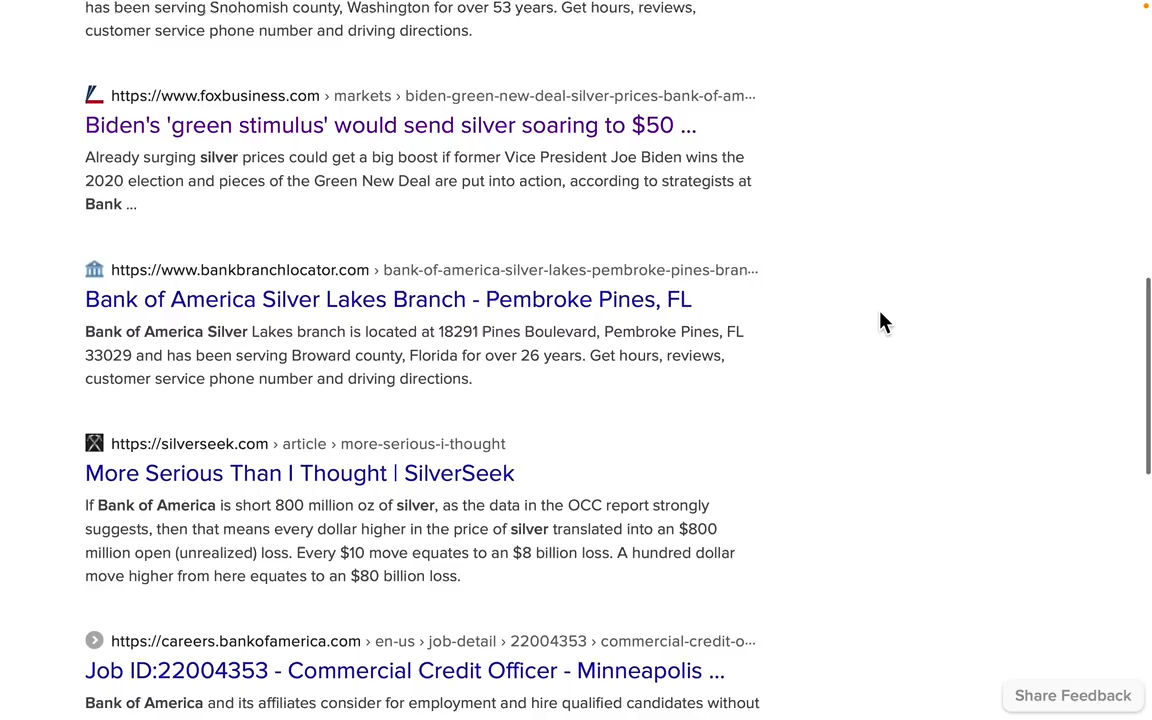 has been serving Snohomish county, Washington for over 53 years. Get hours, reviews,
customer service phone number and driving directions.
https://www.foxbusiness.com › markets › biden-green-new-deal-silver-prices-bank-of-am...
Biden's 'green stimulus' would send silver soaring to $50 ...
Already surging silver prices could get a big boost if former Vice President Joe Biden wins the
2020 election and pieces of the Green New Deal are put into action, according to strategists at
Bank ...
https://www.bankbranchlocator.com › bank-of-america-silver-lakes-pembroke-pines-bran...
Bank of America Silver Lakes Branch - Pembroke Pines, FL
Bank of America Silver Lakes branch is located at 18291 Pines Boulevard, Pembroke Pines, FL
33029 and has been serving Broward county, Florida for over 26 years. Get hours, reviews,
customer service phone number and driving directions.
https://silverseek.com › article › more-serious-i-thought
More Serious Than I Thought | SilverSeek
If Bank of America is short 800 million oz of silver, as the data in the OCC report strongly
suggests, then that means every dollar higher in the price of silver translated into an $800
million open (unrealized) loss. Every $10 move equates to an $8 billion loss. A hundred dollar
move higher from here equates to an $80 billion loss.
https://careers.bankofamerica.com › en-us › job-detail › 22004353 › commercial-credit-o...
Job ID:22004353 - Commercial Credit Officer - Minneapolis ...
Bank of America and its affiliates consider for employment and hire qualified candidates without
Share Feedback